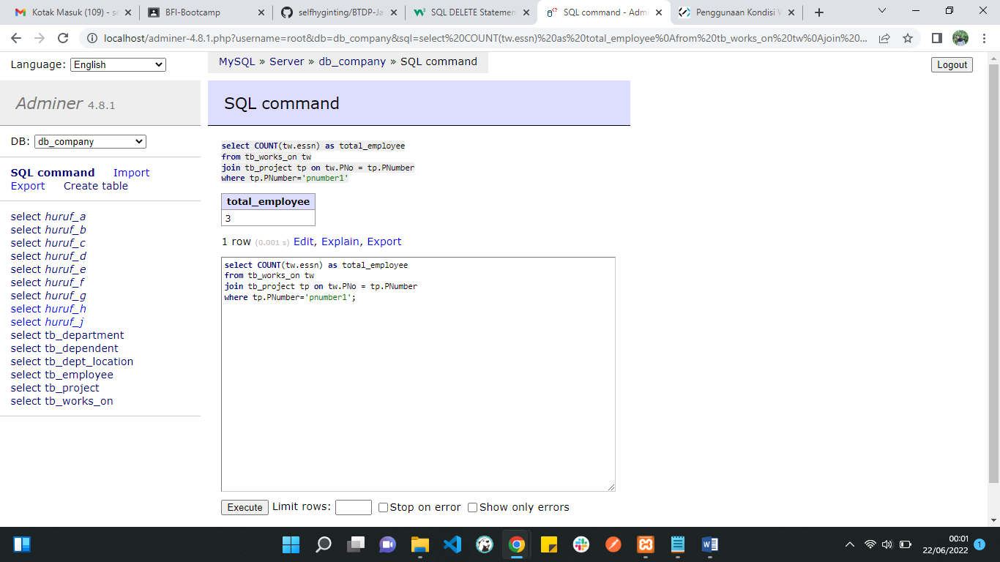 Kotak Masuk (109) - se
BFI-Bootcamp
selfhyginting/BTDP-Ja
SQL DELETE Statement
SQL command - Admi
Penggunaan Kondisi W
localhost/adminer-4.8.1.php?username=root&db=db_company&sql=select%20COUNT(tw.essn)%20as%20total_employee%0Afrom%20tb_works_on%20tw%0Ajoin%20...
Language: English
MySQL » Server » db_company » SQL command
Logout
Adminer 4.8.1
SQL command
DB: db_company
SQL command Import
Export Create table
select huruf_a
select huruf_b
select huruf_c
select huruf_d
select huruf_e
select huruf_f
select huruf_g
select huruf_h
select huruf_j
select tb_department
select tb_dependent
select tb_dept_location
select tb_employee
select tb_project
select tb_works_on
select COUNT(tw.essn) as total_employee
from tb_works_on tw
join tb_project tp on tw.PNo = tp.PNumber
where tp.PNumber='pnumber1'
total_employee
3
1 row (0.001 s) Edit, Explain, Export
select COUNT(tw.essn) as total_employee
from tb_works_on tw
join tb_project tp on tw.PNo = tp.PNumber
where tp.PNumber='pnumber1';
Execute Limit rows: Stop on error Show only errors
00:01
22/06/2022
1